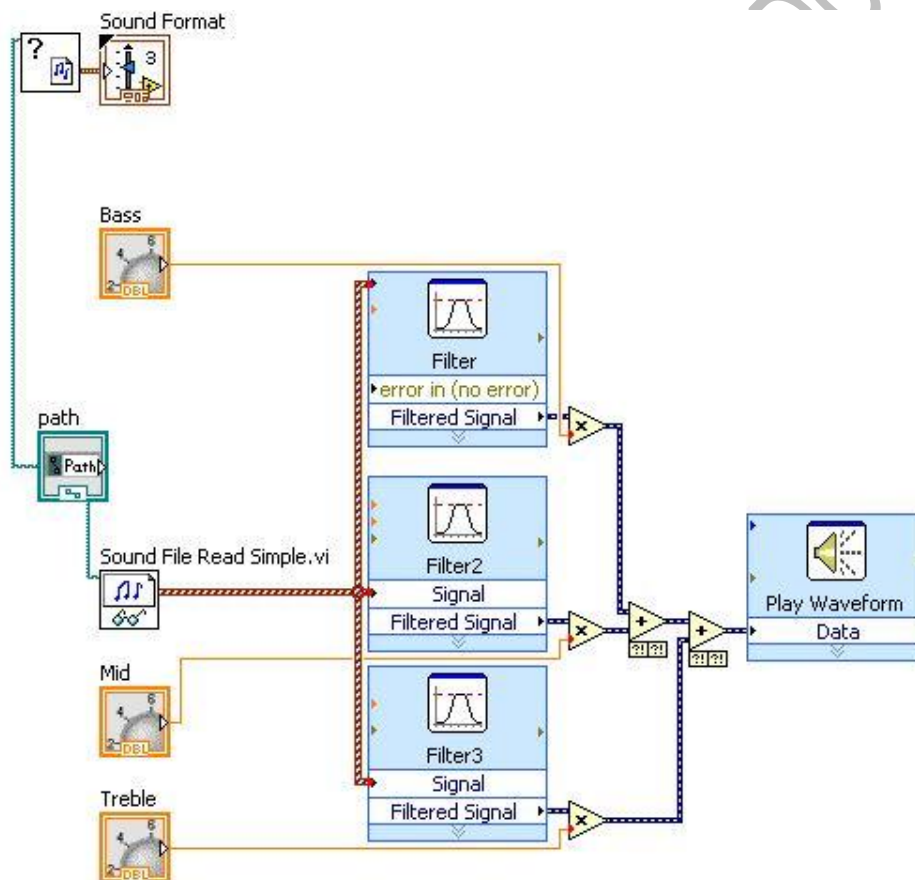 Sound Format
?
3
Bass
2 4 6
DBL
Filter
error in (no error)
Filtered Signal
×
path
Path
Filter2
Signal
Filtered Signal
×
+
?! ?!
+
?! ?!
Play Waveform
Data
Sound File Read Simple.vi
Mid
2 4 6
DBL
Filter3
Signal
Filtered Signal
×
Treble
2 4 6
DBL